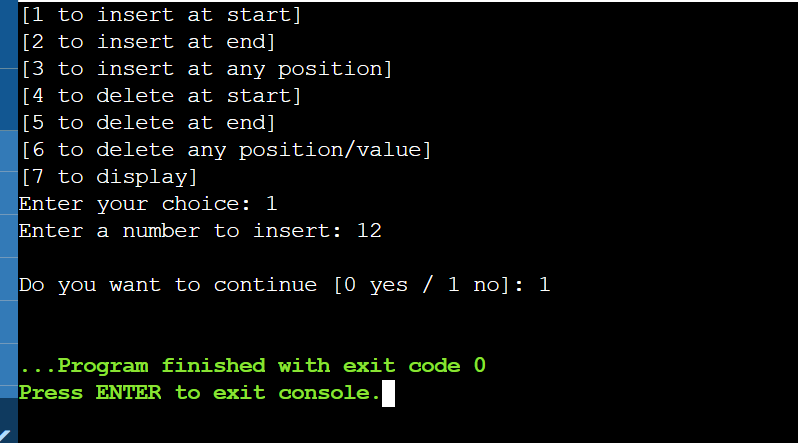 [1 to insert at start]
[2 to insert at end]
[3 to insert at any position]
[4 to delete at start]
[5 to delete at end]
[6 to delete any position/value]
[7 to display]
Enter your choice: 1
Enter a number to insert: 12
Do you want to continue [0 yes / 1 no]: 1
...Program finished with exit code 0
Press ENTER to exit console.